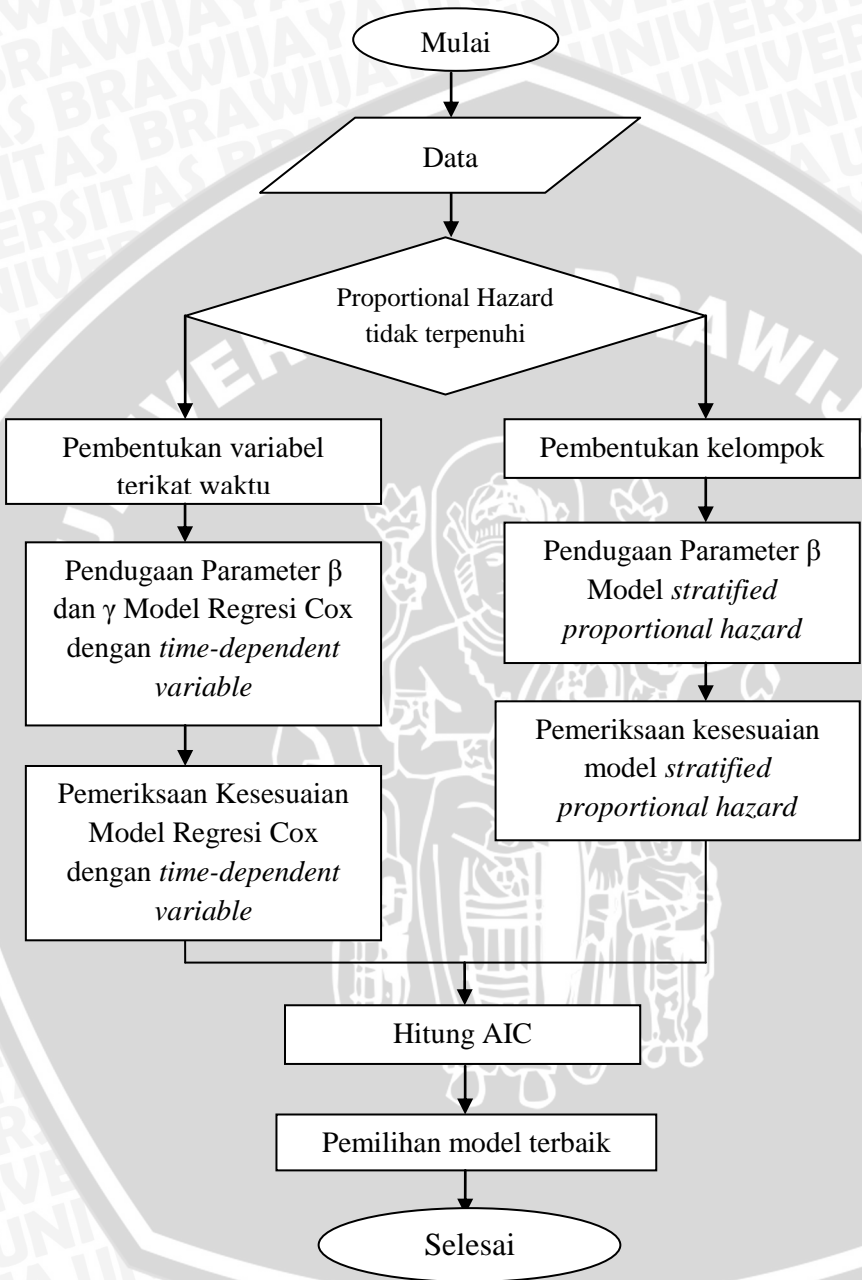 Mulai
Data
Proportional Hazard
tidak terpenuhi
Pembentukan variabel
terikat waktu
Pendugaan Parameter β
dan γ Model Regresi Cox
dengan time-dependent
variable
Pemeriksaan Kesesuaian
Model Regresi Cox
dengan time-dependent
variable
Pembentukan kelompok
Pendugaan Parameter β
Model stratified
proportional hazard
Pemeriksaan kesesuaian
model stratified
proportional hazard
Hitung AIC
Pemilihan model terbaik
Selesai